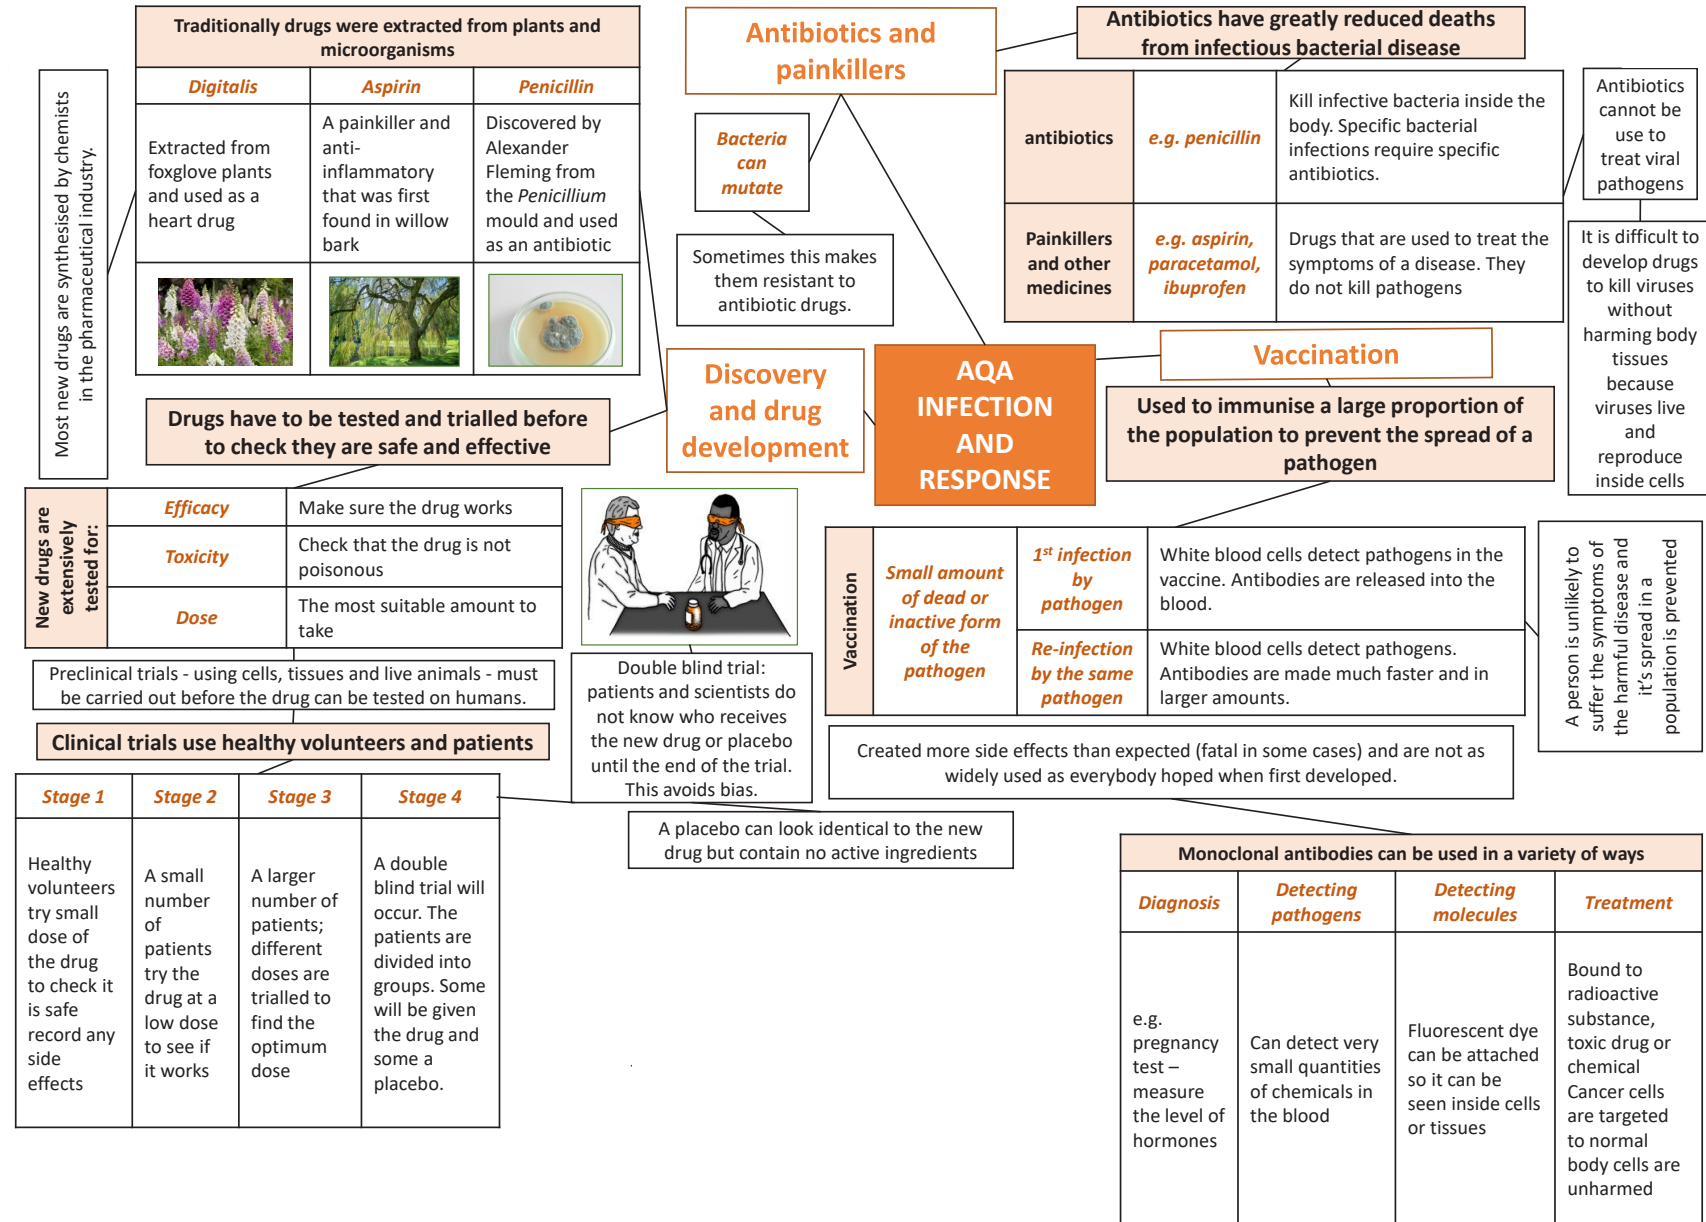 Traditionally drugs were extracted from plants and
microorganisms
Digitalis
Aspirin
Penicillin
Extracted from
foxglove plants
and used as a
heart drug
A painkiller and
anti-
inflammatory
that was first
found in willow
bark
Discovered by
Alexander
Fleming from
the Penicillium
mould and used
as an antibiotic
Most new drugs are synthesised by chemists
in the pharmaceutical industry.
Antibiotics and
painkillers
Bacteria
can
mutate
Sometimes this makes
them resistant to
antibiotic drugs.
Antibiotics have greatly reduced deaths
from infectious bacterial disease
antibiotics
e.g. penicillin
Kill infective bacteria inside the
body. Specific bacterial
infections require specific
antibiotics.
Painkillers
and other
medicines
e.g. aspirin,
paracetamol,
ibuprofen
Drugs that are used to treat the
symptoms of a disease. They
do not kill pathogens
Antibiotics
cannot be
use to
treat viral
pathogens
It is difficult to
develop drugs
to kill viruses
without
harming body
tissues
because
viruses live
and
reproduce
inside cells
Discovery
and drug
development
AQA
INFECTION
AND
RESPONSE
Vaccination
Used to immunise a large proportion of
the population to prevent the spread of a
pathogen
Drugs have to be tested and trialled before
to check they are safe and effective
New drugs are
extensively
tested for:
Efficacy
Make sure the drug works
Toxicity
Check that the drug is not
poisonous
Dose
The most suitable amount to
take
Preclinical trials - using cells, tissues and live animals - must
be carried out before the drug can be tested on humans.
Clinical trials use healthy volunteers and patients
Stage 1
Stage 2
Stage 3
Stage 4
Healthy
volunteers
try small
dose of
the drug
to check it
is safe
record any
side
effects
A small
number
of
patients
try the
drug at a
low dose
to see if
it works
A larger
number of
patients;
different
doses are
trialled to
find the
optimum
dose
A double
blind trial will
occur. The
patients are
divided into
groups. Some
will be given
the drug and
some a
placebo.
Double blind trial:
patients and scientists do
not know who receives
the new drug or placebo
until the end of the trial.
This avoids bias.
A placebo can look identical to the new
drug but contain no active ingredients
Vaccination
Small amount
of dead or
inactive form
of the
pathogen
1st infection
by
pathogen
White blood cells detect pathogens in the
vaccine. Antibodies are released into the
blood.
Re-infection
by the same
pathogen
White blood cells detect pathogens.
Antibodies are made much faster and in
larger amounts.
A person is unlikely to
suffer the symptoms of
the harmful disease and
it's spread in a
population is prevented
Created more side effects than expected (fatal in some cases) and are not as
widely used as everybody hoped when first developed.
Monoclonal antibodies can be used in a variety of ways
Diagnosis
Detecting
pathogens
Detecting
molecules
Treatment
e.g.
pregnancy
test –
measure
the level of
hormones
Can detect very
small quantities
of chemicals in
the blood
Fluorescent dye
can be attached
so it can be
seen inside cells
or tissues
Bound to
radioactive
substance,
toxic drug or
chemical
Cancer cells
are targeted
to normal
body cells are
unharmed